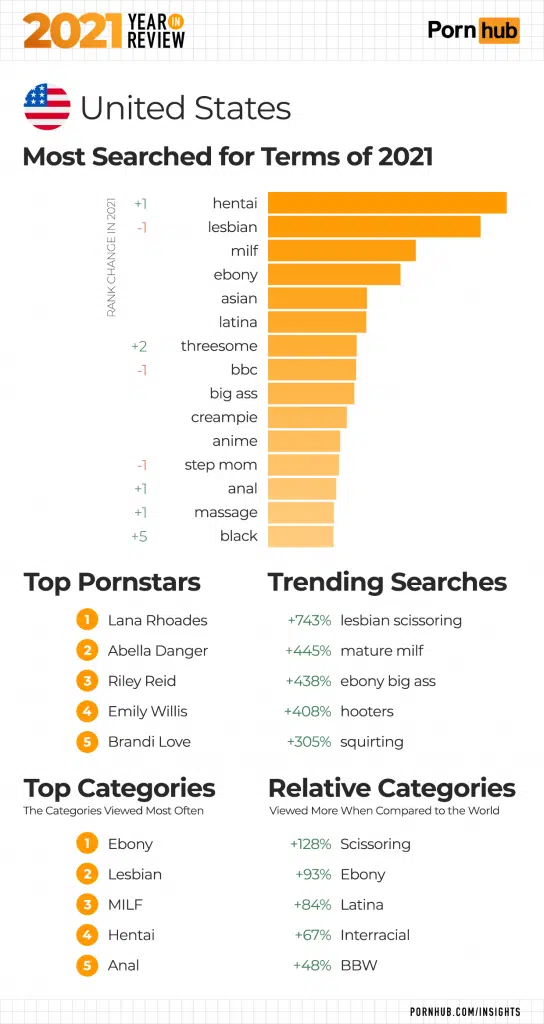 2021 YEAR IN REVIEW
Porn hub
United States
Most Searched for Terms of 2021
RANK CHANGE IN 2021
+1 hentai
-1 lesbian
milf
ebony
asian
latina
+2 threesome
-1 bbc
big ass
creampie
anime
-1 step mom
+1 anal
+1 massage
+5 black
Top Pornstars
1 Lana Rhoades
2 Abella Danger
3 Riley Reid
4 Emily Willis
5 Brandi Love
Trending Searches
+743% lesbian scissoring
+445% mature milf
+438% ebony big ass
+408% hooters
+305% squirting
Top Categories
The Categories Viewed Most Often
1 Ebony
2 Lesbian
3 MILF
4 Hentai
5 Anal
Relative Categories
Viewed More When Compared to the World
+128% Scissoring
+93% Ebony
+84% Latina
+67% Interracial
+48% BBW
PORNHUB.COM/INSIGHTS